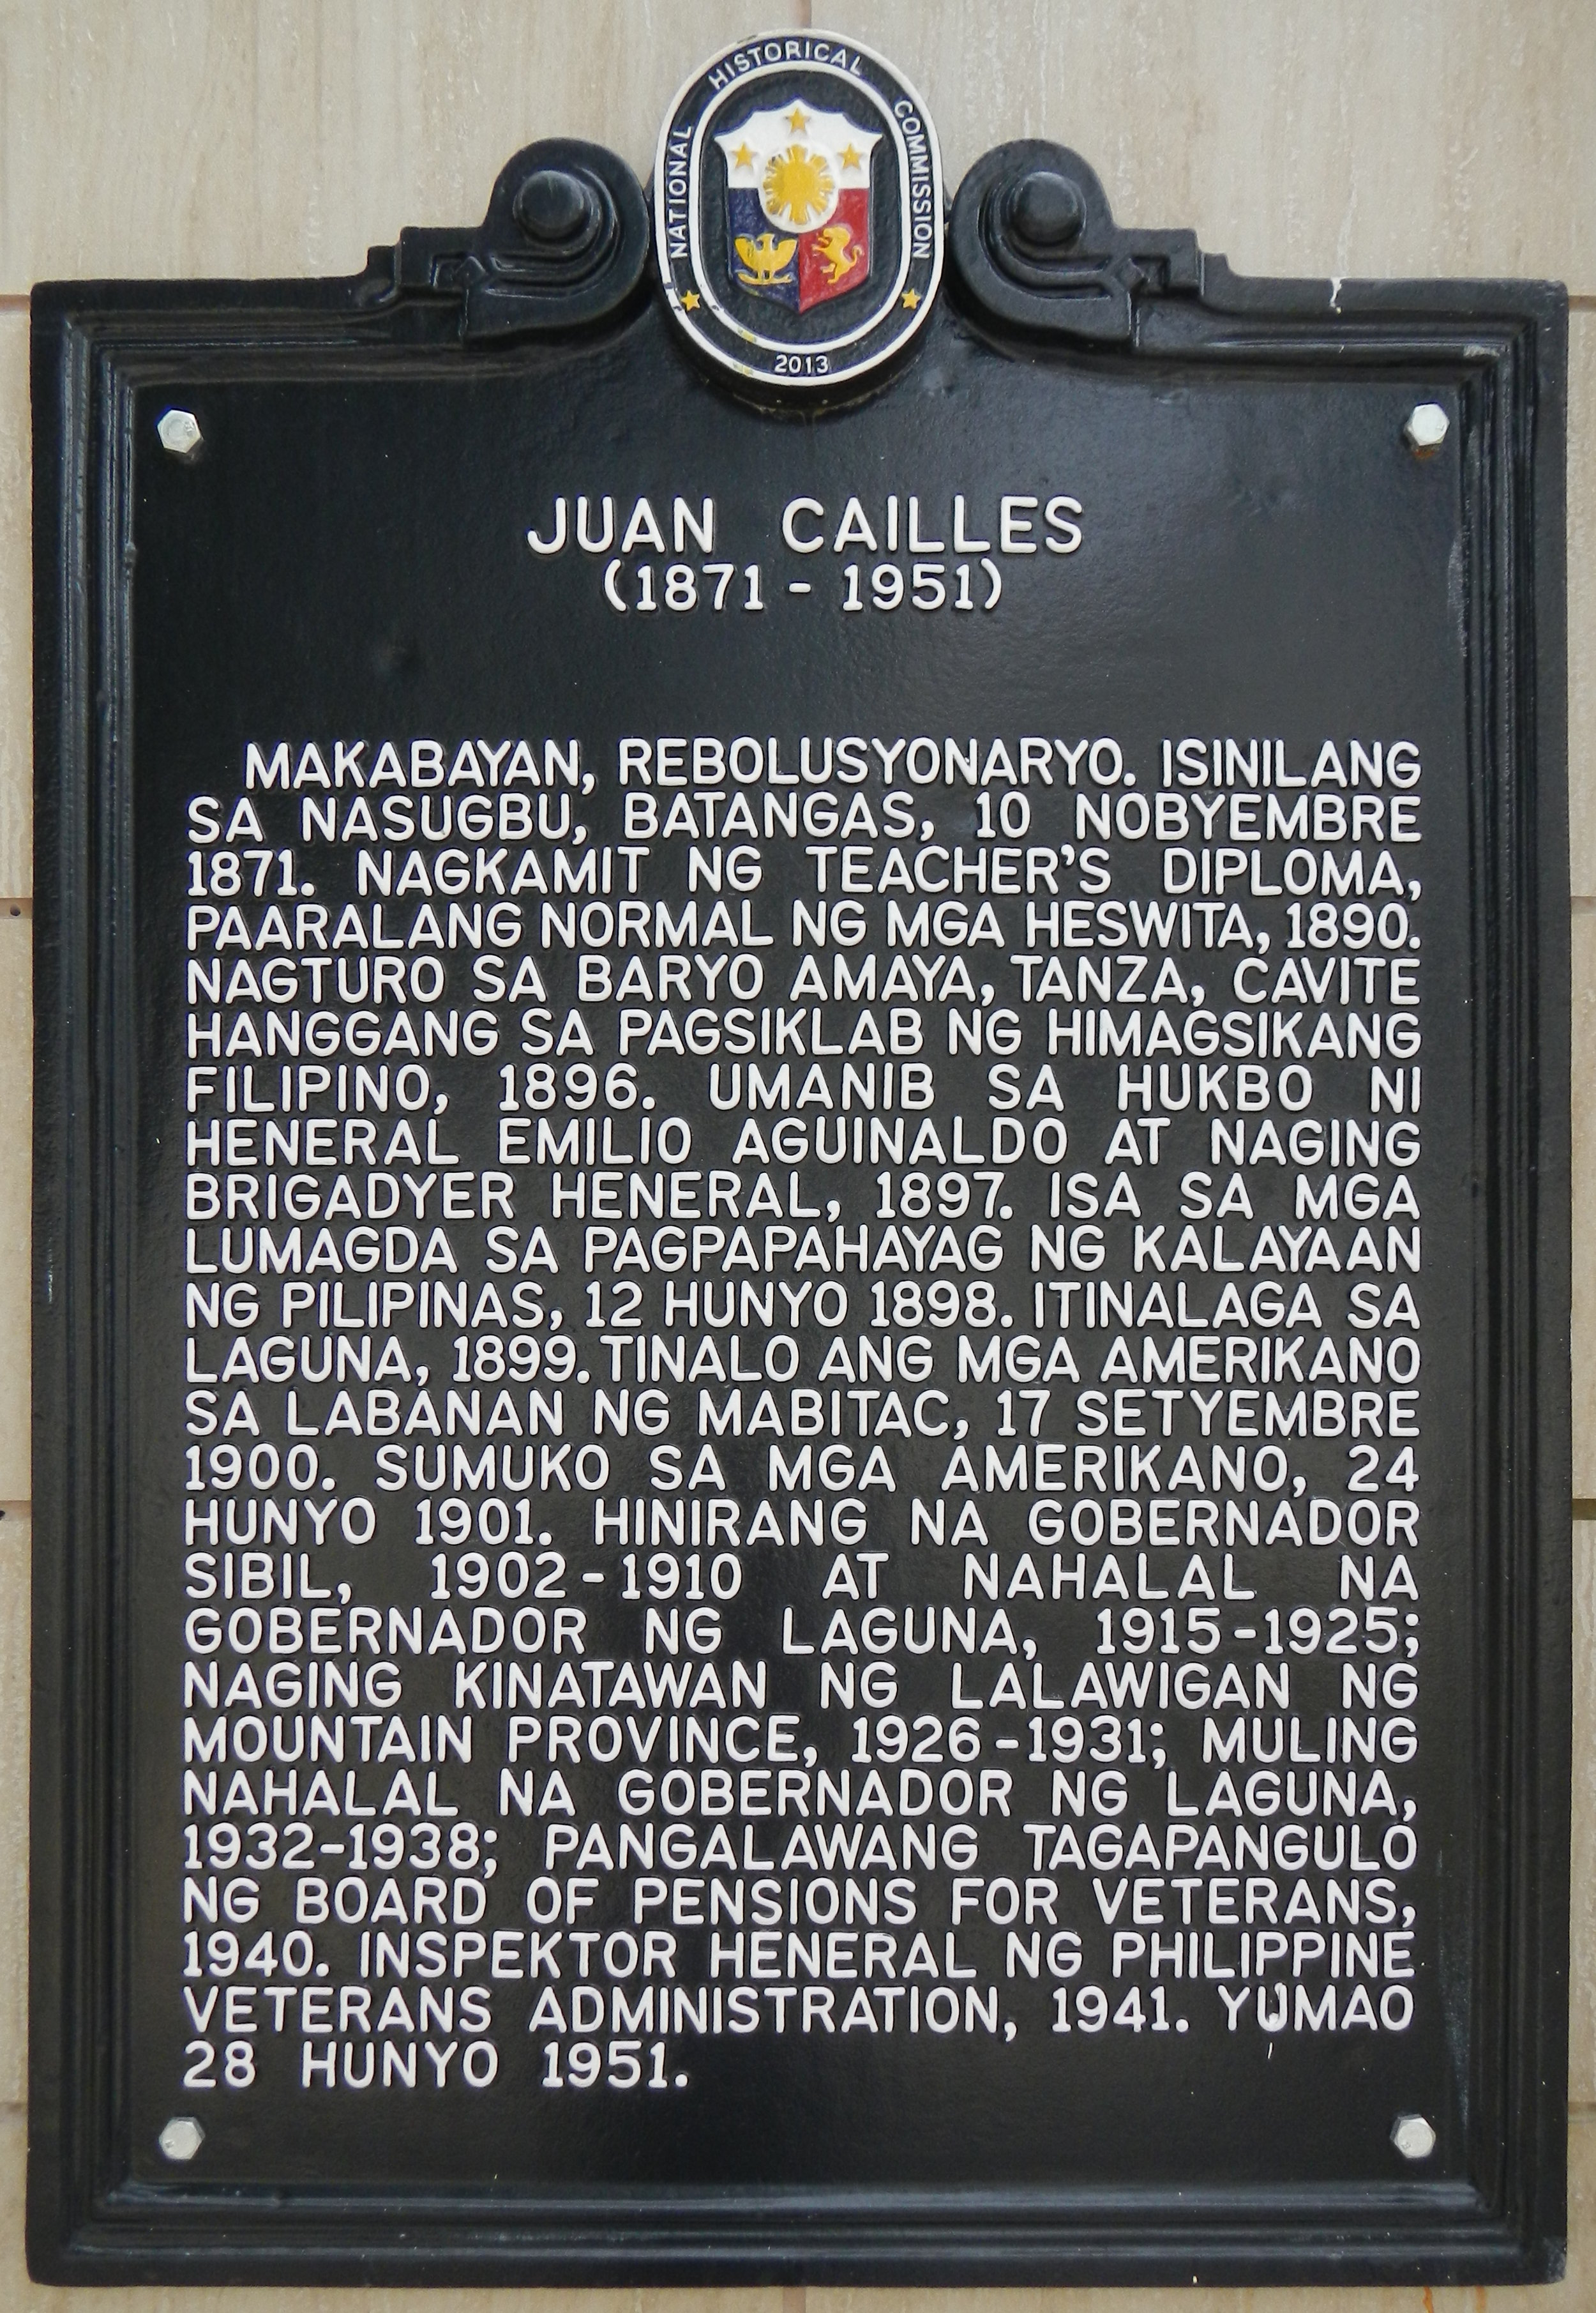 NATIONAL HISTORICAL COMMISSION
2013
JUAN CAILLES
(1871 - 1951)
MAKABAYAN, REBOLUSYONARYO. ISINILANG
SA NASUGBU, BATANGAS, 10 NOBYEMBRE
1871. NAGKAMIT NG TEACHER'S DIPLOMA,
PAARALANG NORMAL NG MGA HESWITA, 1890.
NAGTURO SA BARYO AMAYA, TANZA, CAVITE
HANGGANG SA PAGSIKLAB NG HIMAGSIKANG
FILIPINO, 1896. UMANIB SA HUKBO NI
HENERAL EMILIO AGUINALDO AT NAGING
BRIGADYER HENERAL, 1897. ISA SA MGA
LUMAGDA SA PAGPAPAHAYAG NG KALAYAAN
NG PILIPINAS, 12 HUNYO 1898. ITINALAGA SA
LAGUNA, 1899. TINALO ANG MGA AMERIKANO
SA LABANAN NG MABITAC, 17 SETYEMBRE
1900. SUMUKO SA MGA AMERIKANO, 24
HUNYO 1901. HINIRANG NA GOBERNADOR
SIBIL, 1902-1910 AT NAHALAL NA
GOBERNADOR NG LAGUNA, 1915-1925;
NAGING KINATAWAN NG LALAWIGAN NG
MOUNTAIN PROVINCE, 1926-1931; MULING
NAHALAL NA GOBERNADOR NG LAGUNA,
1932-1938; PANGALAWANG TAGAPANGULO
NG BOARD OF PENSIONS FOR VETERANS,
1940. INSPEKTOR HENERAL NG PHILIPPINE
VETERANS ADMINISTRATION, 1941. YUMAO
28 HUNYO 1951.